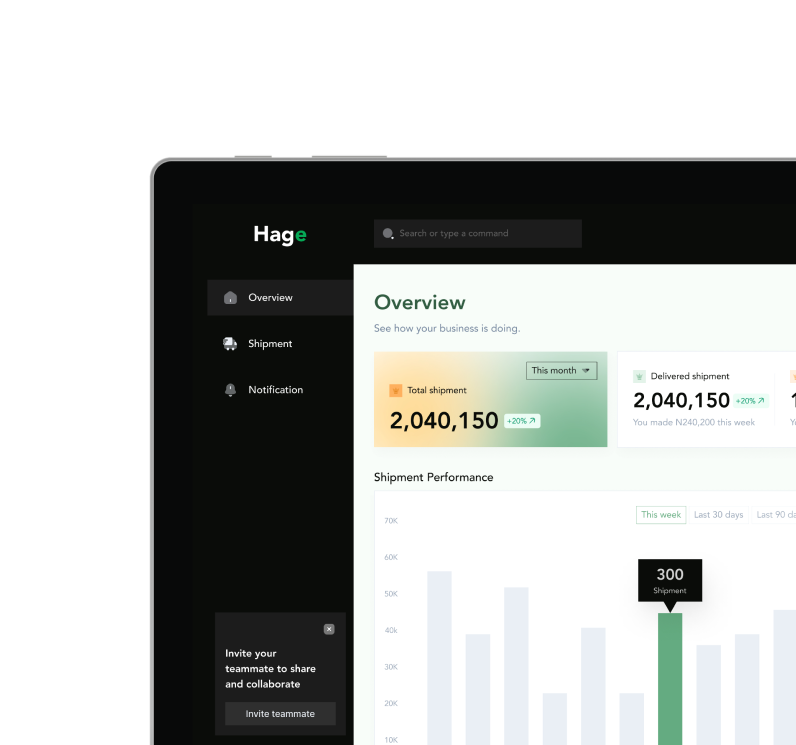 Hage
Search or type a command
Overview
Shipment
Notification
Invite your
teammate to share
and collaborate
Invite teammate
Overview
See how your business is doing.
This month
Total shipment
2,040,150 +20%
Delivered shipment
2,040,150 +20%
You made N240,200 this week
Shipment Performance
This week Last 30 days Last 90
70K
60K
50K
40k
30K
20K
10K
300
Shipment